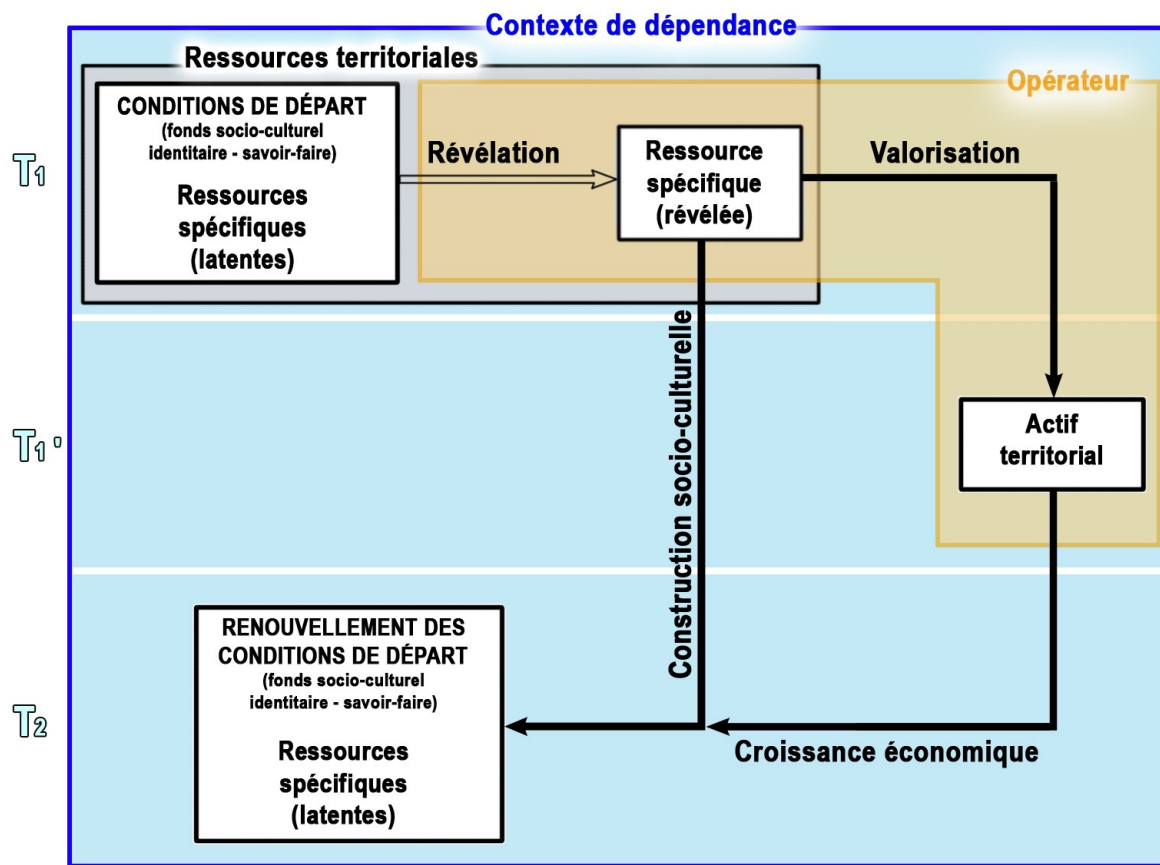 Contexte de dépendance
Ressources territoriales
Opérateur
CONDITIONS DE DÉPART
(fonds socio-culturel
identitaire - savoir-faire)
Ressources
spécifiques
(latentes)
Révélation
Ressource
spécifique
(révélée)
Valorisation
T1
Construction socio-culturelle
Actif
territorial
T1'
RENOUVELLEMENT DES
CONDITIONS DE DÉPART
(fonds socio-culturel
identitaire - savoir-faire)
Ressources
spécifiques
(latentes)
T2
Croissance économique